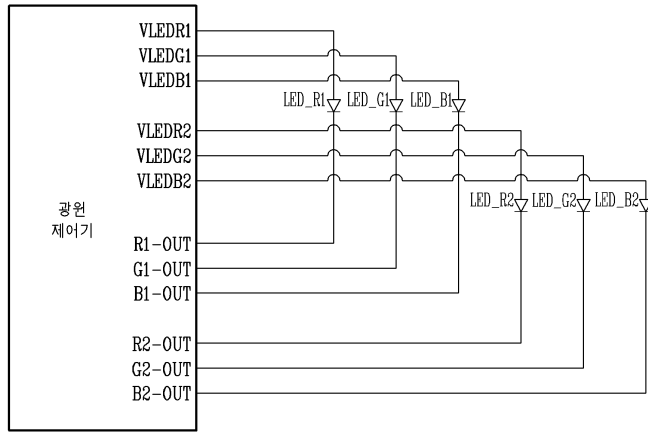 VLEDR1
VLEDG1
VLEDB1
LED_R1 LED_G1 LED_B1
VLEDR2
VLEDG2
VLEDB2
LED_R2 LED_G2 LED_B2
광원
제어기
R1-OUT
G1-OUT
B1-OUT
R2-OUT
G2-OUT
B2-OUT